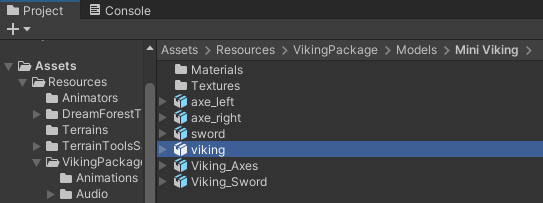 Project
Console
Assets
Resources
Animators
DreamForestT
Terrains
TerrainToolsSa
VikingPackage
Animations
Audio
Assets > Resources > VikingPackage > Models > Mini Viking >
Materials
Textures
axe_left
axe_right
sword
viking
Viking_Axes
Viking_Sword